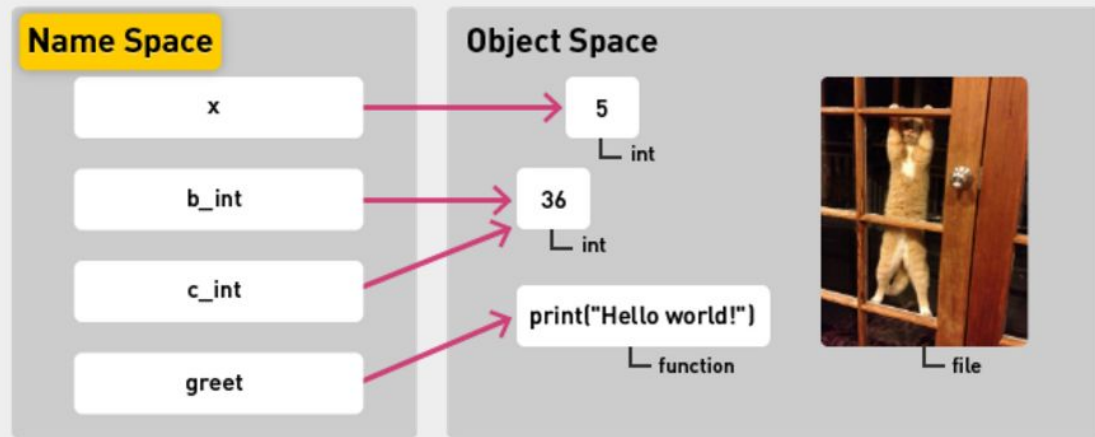 Name Space
Object Space
x
5
int
b_int
36
int
c_int
print("Hello world!")
function
greet
file